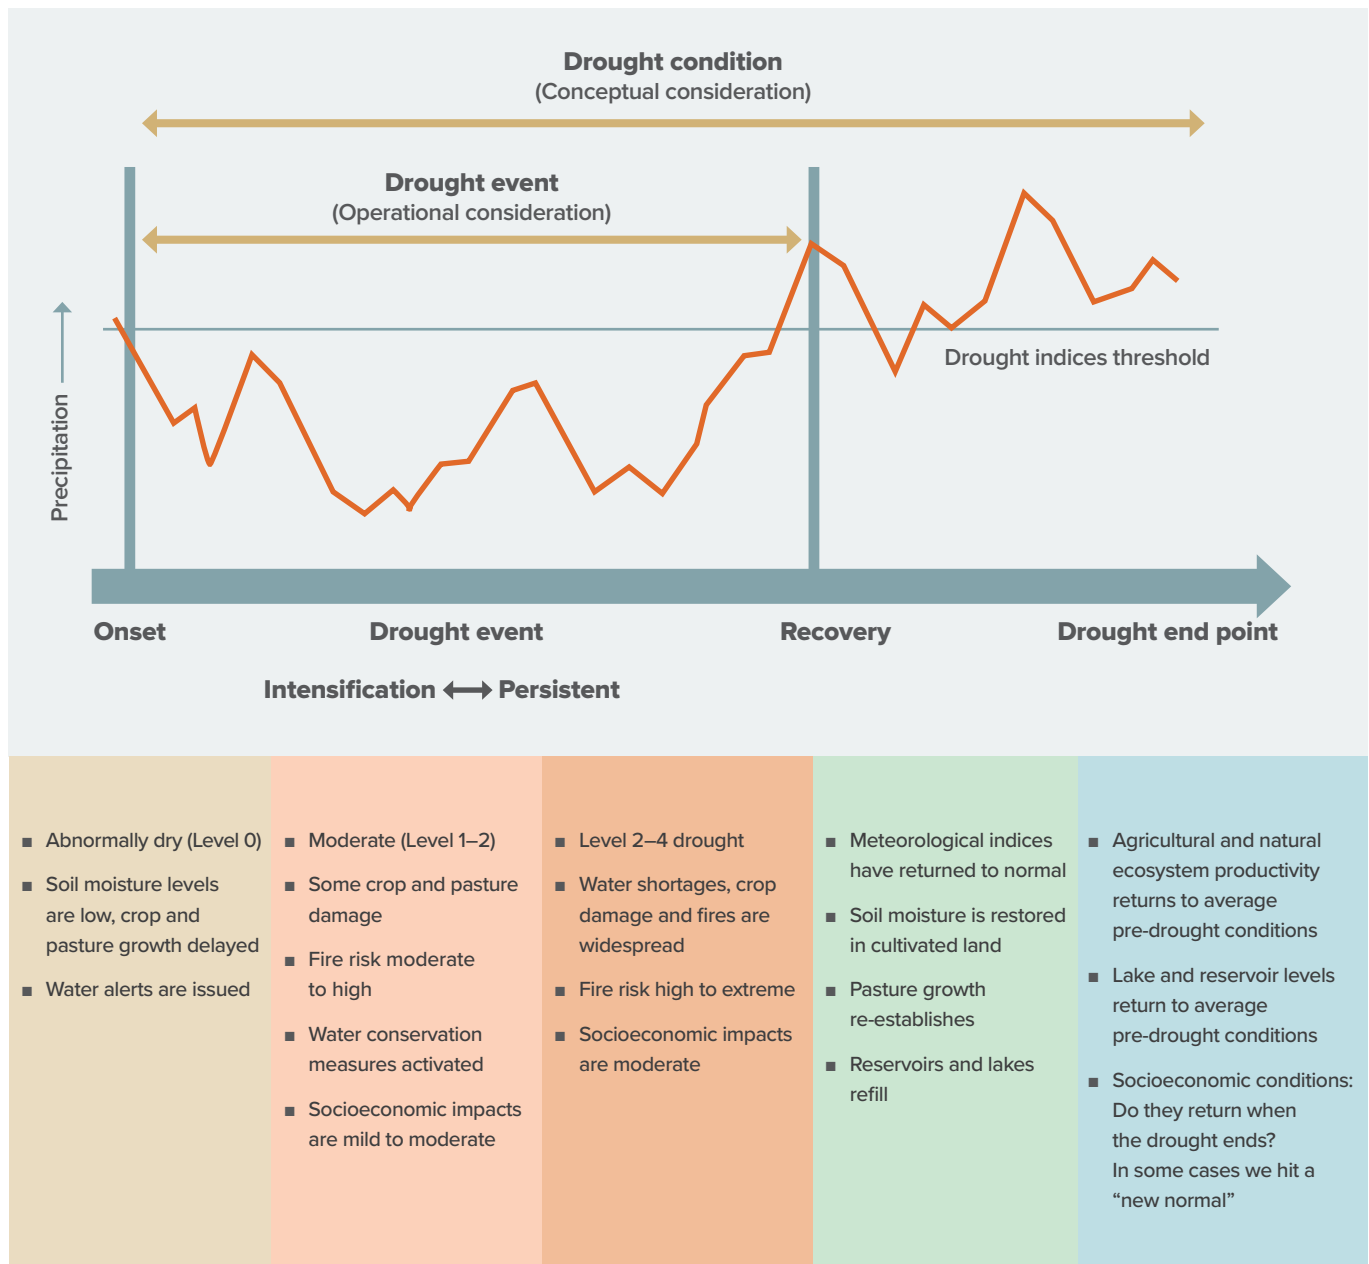 Drought condition
(Conceptual consideration)
Drought event
(Operational consideration)
Drought indices threshold
Precipitation
Onset
Drought event
Recovery
Drought end point
Intensification
Persistent
■ Abnormally dry (Level 0)
■ Soil moisture levels
are low, crop and
pasture growth delayed
■ Water alerts are issued
■ Moderate (Level 1–2)
■ Some crop and pasture
damage
■ Fire risk moderate
to high
■ Water conservation
measures activated
■ Socioeconomic impacts
are mild to moderate
■ Level 2–4 drought
■ Water shortages, crop
damage and fires are
widespread
■ Fire risk high to extreme
■ Socioeconomic impacts
are moderate
■ Meteorological indices
have returned to normal
■ Soil moisture is restored
in cultivated land
■ Pasture growth
re-establishes
■ Reservoirs and lakes
refill
■ Agricultural and natural
ecosystem productivity
returns to average
pre-drought conditions
■ Lake and reservoir levels
return to average
pre-drought conditions
■ Socioeconomic conditions:
Do they return when
the drought ends?
In some cases we hit a
“new normal”